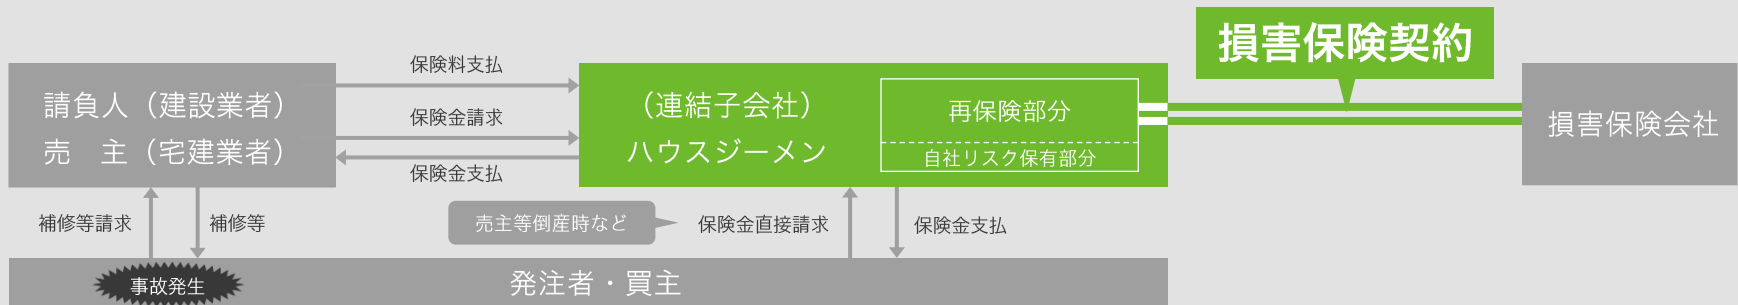 損害保険契約
保険料支払
請負人（建設業者）
売　主（宅建業者）
保険金請求
保険金支払
（連結子会社）
ハウスジーメン
再保険部分
自社リスク保有部分
損害保険会社
補修等請求
補修等
売主等倒産時など
保険金直接請求
保険金支払
事故発生
発注者・買主